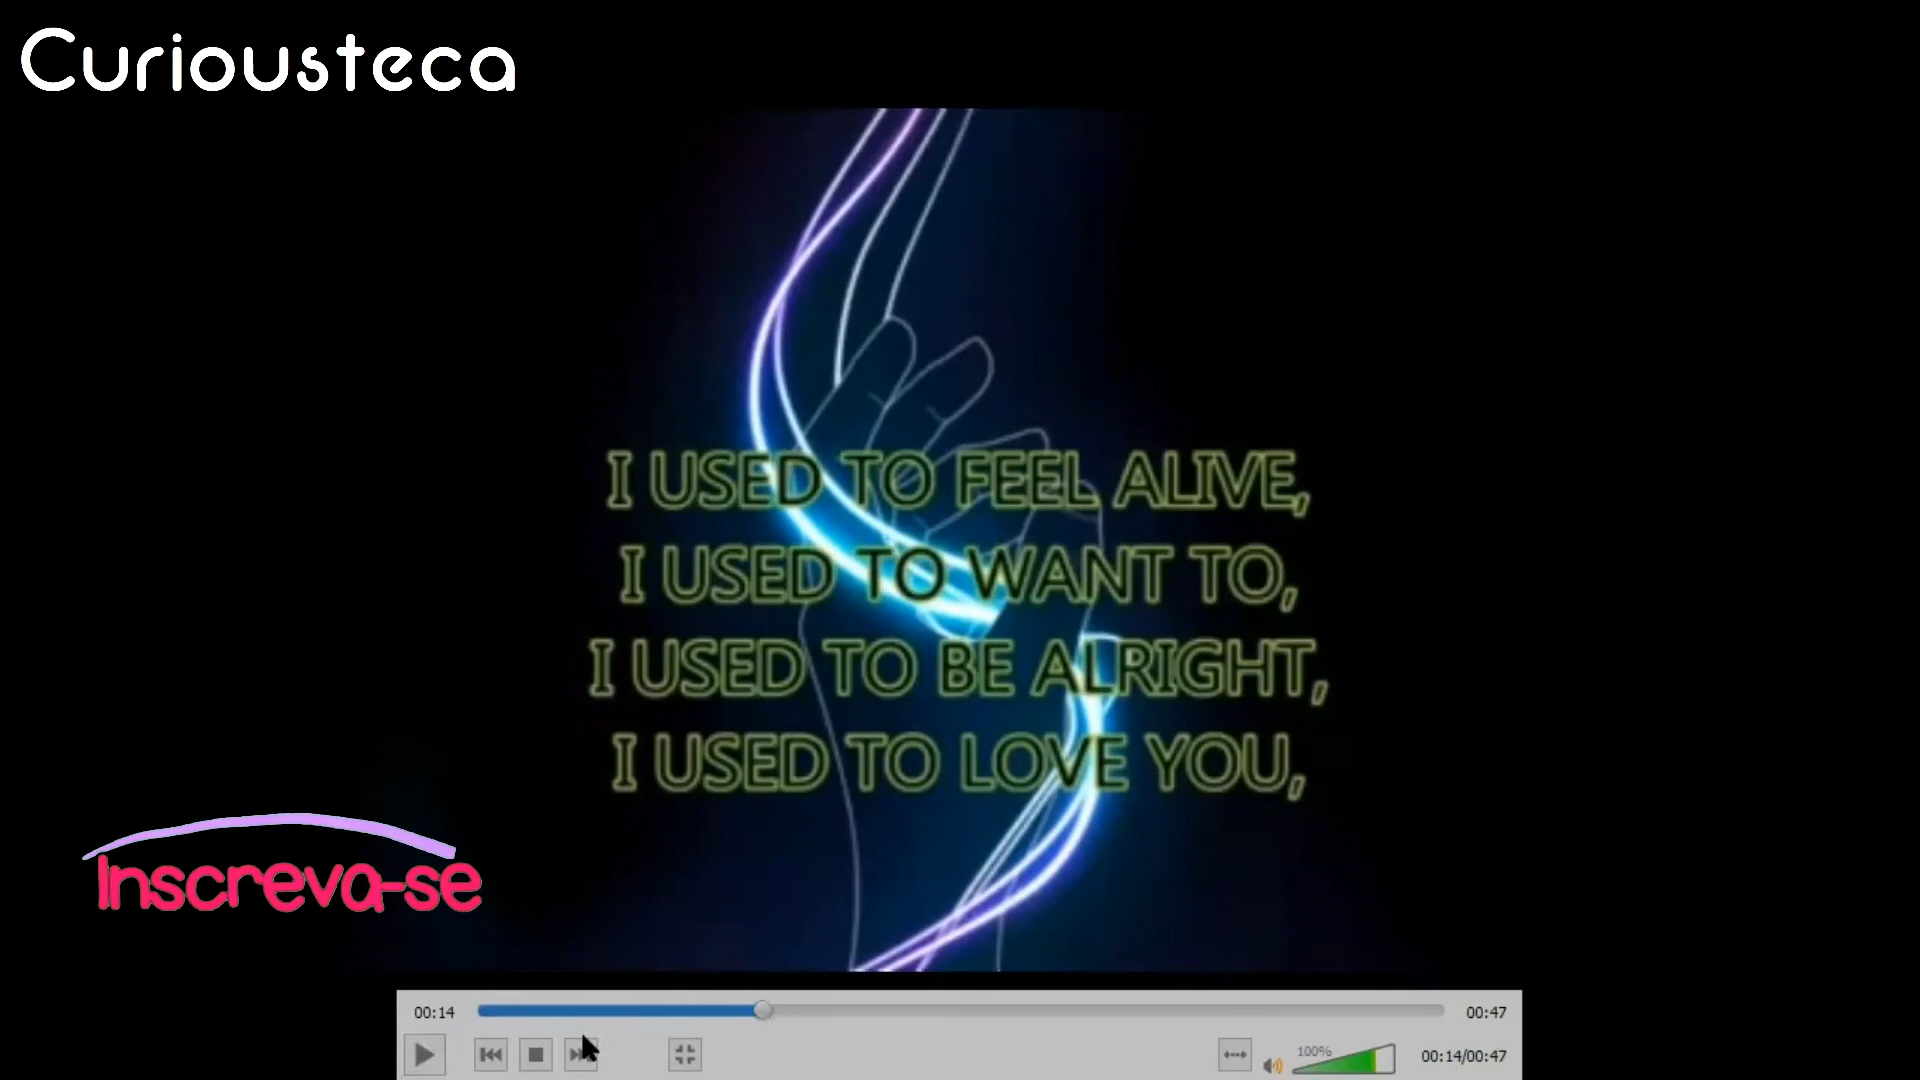 Curiousteca
I USED TO FEEL ALIVE,
I USED TO WANT TO,
I USED TO BE ALRIGHT,
I USED TO LOVE YOU,
Inscreva-se
00:14
00:47
100%
00:14/00:47